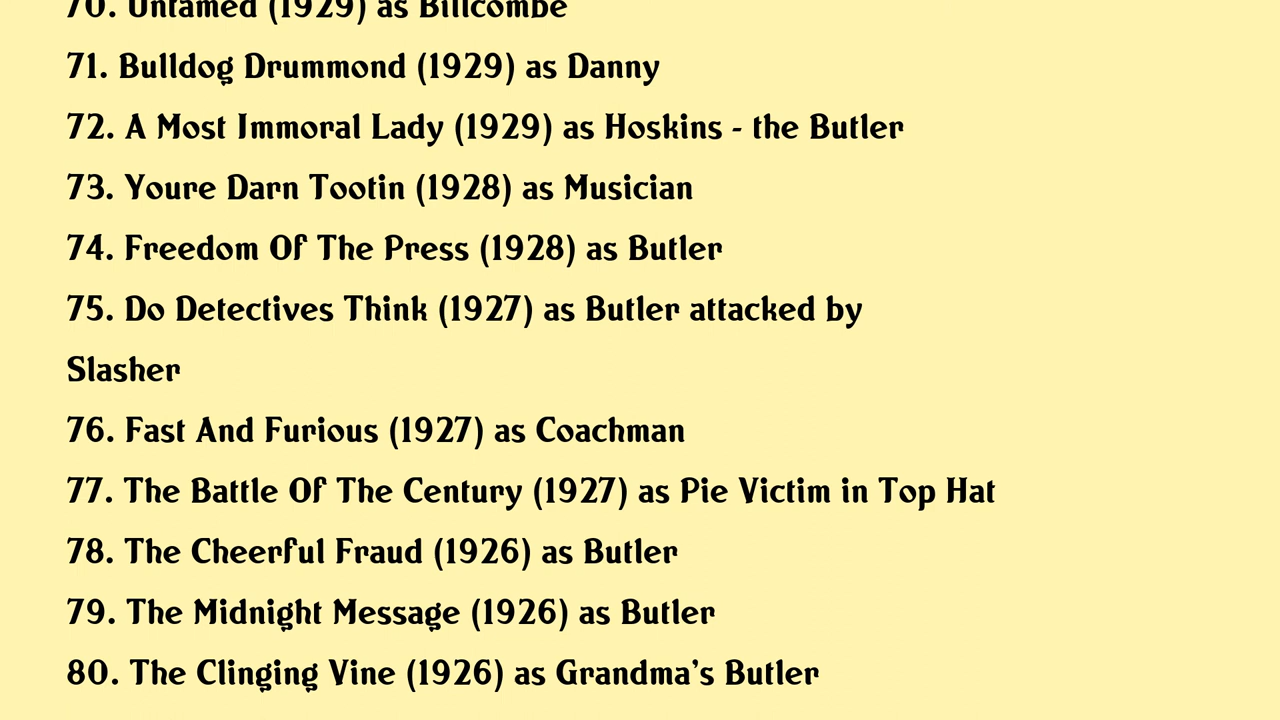 70. Untamed (1929) as Billcombe
71. Bulldog Drummond (1929) as Danny
72. A Most Immoral Lady (1929) as Hoskins - the Butler
73. Youre Darn Tootin (1928) as Musician
74. Freedom Of The Press (1928) as Butler
75. Do Detectives Think (1927) as Butler attacked by
Slasher
76. Fast And Furious (1927) as Coachman
77. The Battle Of The Century (1927) as Pie Victim in Top Hat
78. The Cheerful Fraud (1926) as Butler
79. The Midnight Message (1926) as Butler
80. The Clinging Vine (1926) as Grandma's Butler